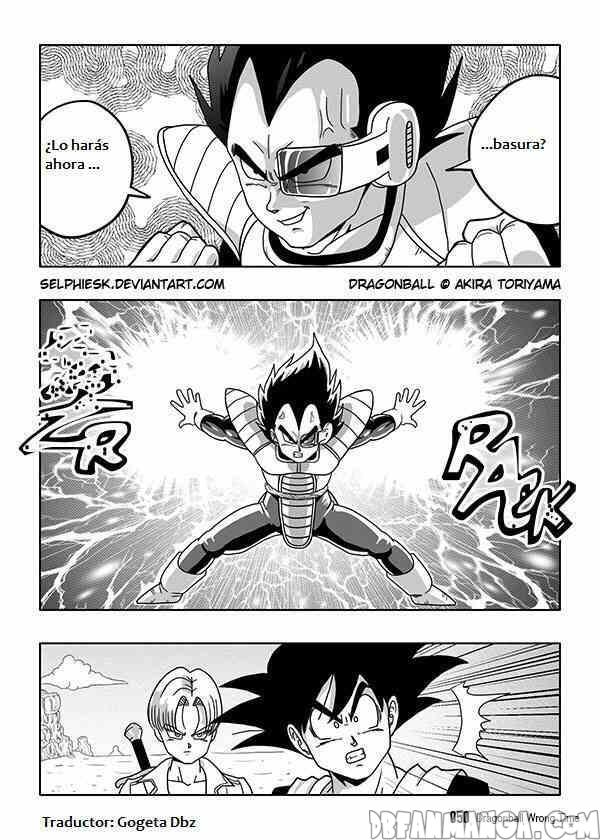 ¿Lo harás
ahora ...
...basura?
SELPHIESK.DEVIANTART.COM
DRAGONBALL © AKIRA TORIYAMA
RACK
050 Dragonball Wrong Time
DBFANMANGA.COM
Traductor: Gogeta Dbz